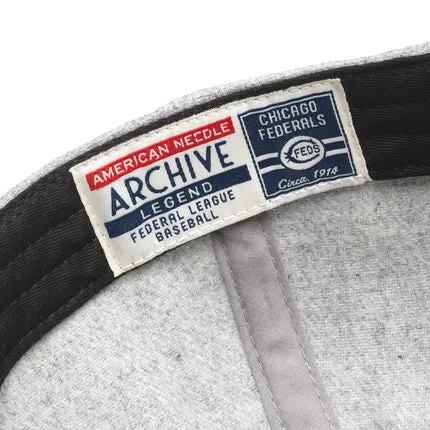 AMERICAN NEEDLE
ARCHIVE
LEGEND
FEDERAL LEAGUE
BASEBALL
CHICAGO
FEDERALS
FEDS
Circa. 1914